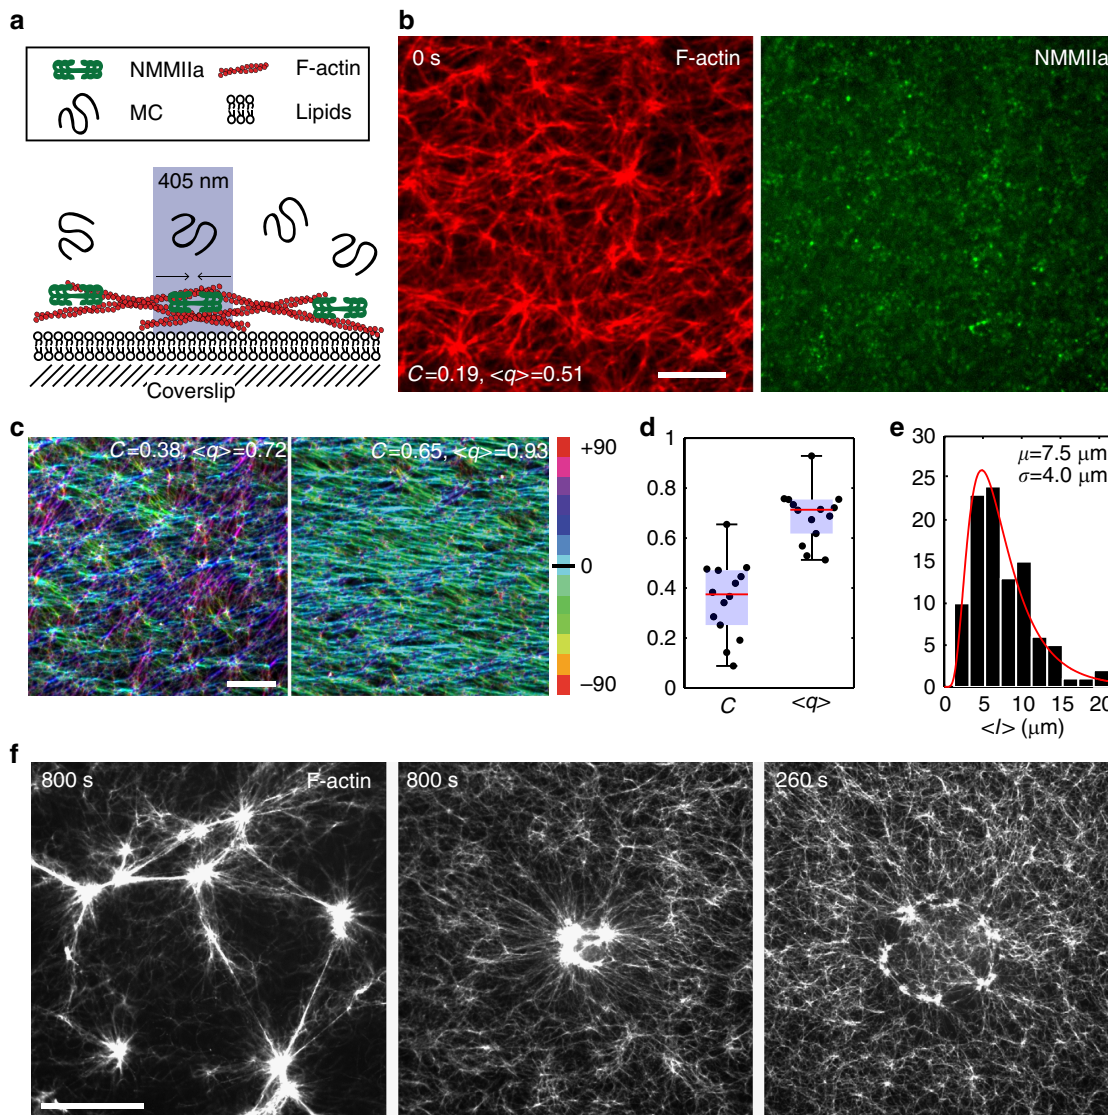 a
NMMIIa
F-actin
MC
Lipids
405 nm
Coverslip
b
0 s
F-actin
C=0.19, <q>=0.51
NMMIIa
c
C=0.38, <q>=0.72
C=0.65, <q>=0.93
+90
0
–90
d
1
0.8
0.6
0.4
0.2
0
C
<q>
e
30
25
20
15
10
5
0
μ=7.5 μm
σ=4.0 μm
0 5 10 15 20
<l> (μm)
f
800 s
F-actin
800 s
260 s